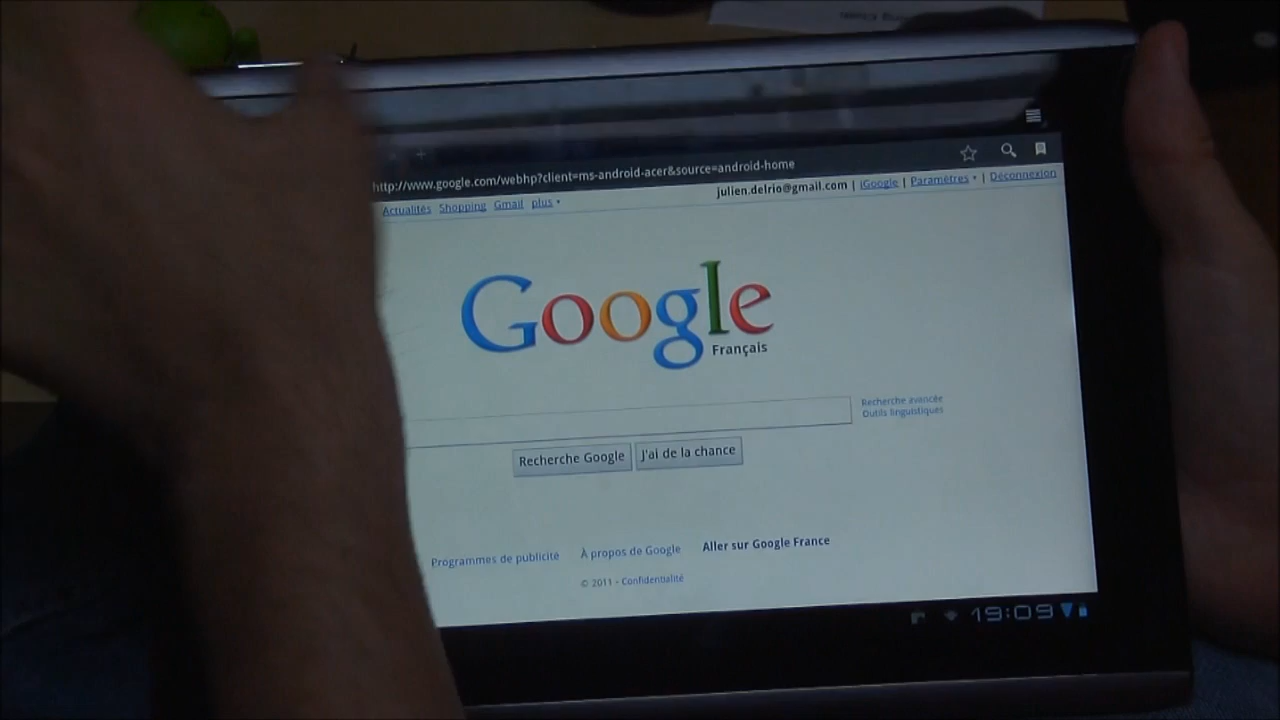 http://www.google.com/webhp?client=ms-android-acer&source=android-home
julien.delrio@gmail.com | iGoogle | Paramètres | Déconnexion
Actualités Shopping Gmail plus
Google
Français
Recherche avancée
Outils linguistiques
Recherche Google J'ai de la chance
Programmes de publicité À propos de Google Aller sur Google France
© 2011 - Confidentialité
19:09